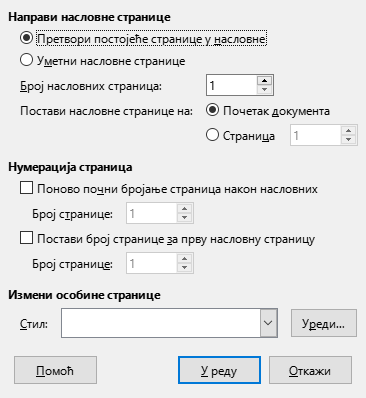 Направи насловне странице
Претвори постојеће странице у насловне
Уметни насловне странице
Број насловних страница: 1
Постави насловне странице на: Почетак документа
Страница 1
Нумерација страница
Поново почни бројање страница након насловних
Број странице: 1
Постави број странице за прву насловну страницу
Број странице: 1
Измени особине странице
Стил: Уреди...
Помоћ У реду Откажи